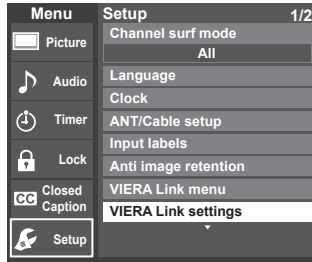 Menu
Picture
Audio
Timer
Lock
CC Closed
Caption
Setup
Setup 1/2
Channel surf mode
All
Language
Clock
ANT/Cable setup
Input labels
Anti image retention
VIERA Link menu
VIERA Link settings